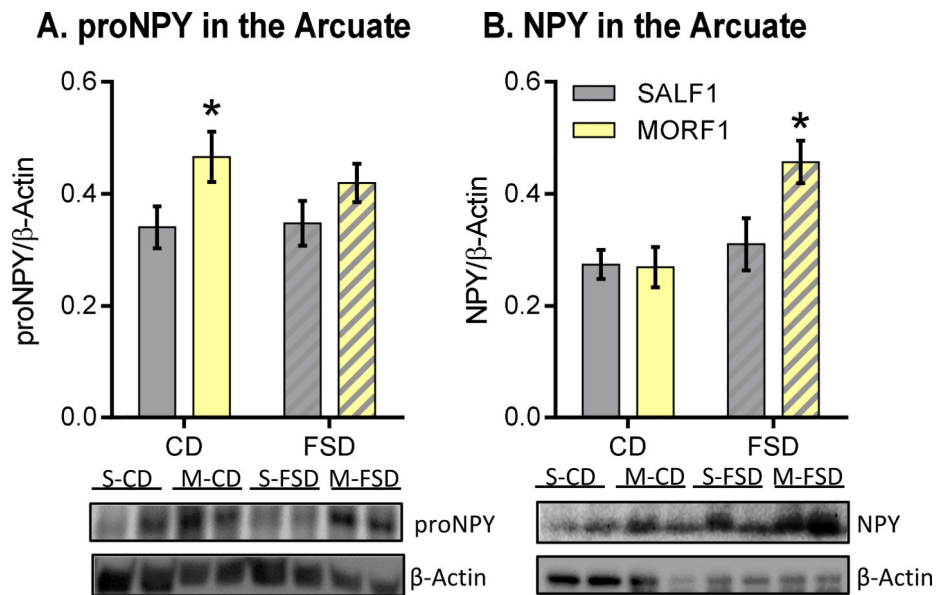 A. proNPY in the Arcuate
proNPY/β-Actin
0.6
0.4
0.2
0.0
*
CD
FSD
S-CD M-CD S-FSD M-FSD
proNPY
β-Actin
B. NPY in the Arcuate
NPY/β-Actin
0.6
0.4
0.2
0.0
SALF1
MORF1
*
CD
FSD
S-CD M-CD S-FSD M-FSD
NPY
β-Actin